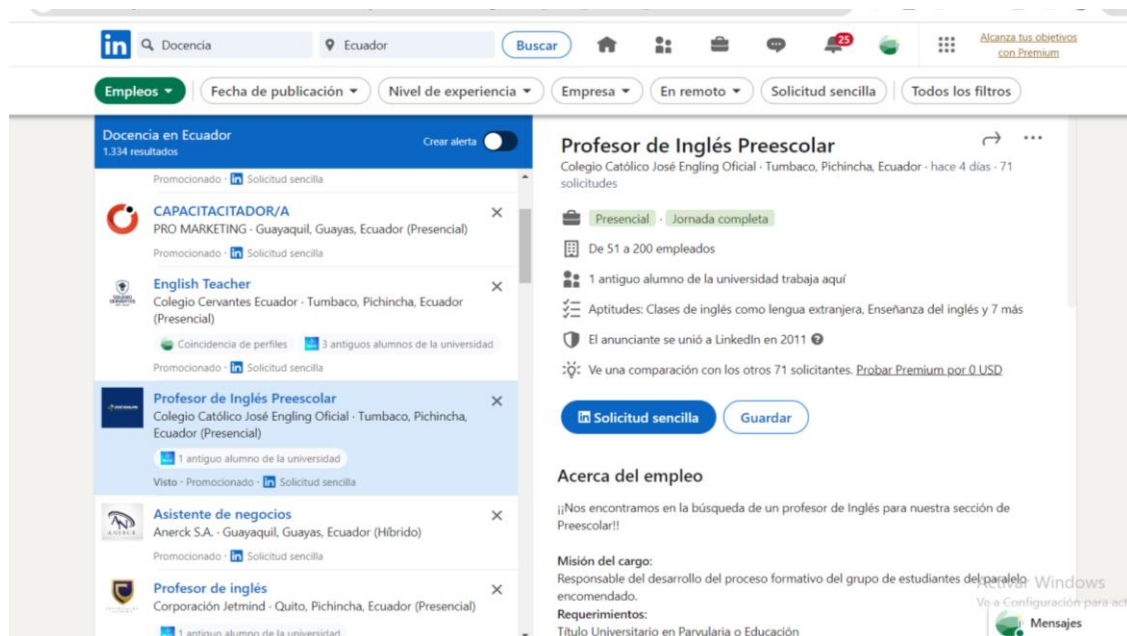 in Docencia Ecuador Buscar 25 Alcanza tus objetivos
con Premium
Empleos Fecha de publicación Nivel de experiencia Empresa En remoto Solicitud sencilla Todos los filtros
Docencia en Ecuador
1.334 resultados
Crear alerta
Promocionado · in Solicitud sencilla
CAPACITACITADOR/A
PRO MARKETING · Guayaquil, Guayas, Ecuador (Presencial)
Promocionado · in Solicitud sencilla
English Teacher
Colegio Cervantes Ecuador · Tumbaco, Pichincha, Ecuador
(Presencial)
Coincidencia de perfiles 3 antiguos alumnos de la universidad
Promocionado · in Solicitud sencilla
Profesor de Inglés Preescolar
Colegio Católico José Engling Oficial · Tumbaco, Pichincha,
Ecuador (Presencial)
1 antiguo alumno de la universidad
Visto · Promocionado · in Solicitud sencilla
Asistente de negocios
Anerck S.A. · Guayaquil, Guayas, Ecuador (Híbrido)
Promocionado · in Solicitud sencilla
Profesor de inglés
Corporación Jetmind · Quito, Pichincha, Ecuador (Presencial)
1 antiguo alumno de la universidad
Profesor de Inglés Preescolar
Colegio Católico José Engling Oficial · Tumbaco, Pichincha, Ecuador · hace 4 días · 71
solicitudes
Presencial · Jornada completa
De 51 a 200 empleados
1 antiguo alumno de la universidad trabaja aquí
Aptitudes: Clases de inglés como lengua extranjera, Enseñanza del inglés y 7 más
El anunciante se unió a LinkedIn en 2011
Ve una comparación con los otros 71 solicitantes. Probar Premium por 0 USD
in Solicitud sencilla Guardar
Acerca del empleo
¡¡Nos encontramos en la búsqueda de un profesor de Inglés para nuestra sección de
Preescolar!!
Misión del cargo:
Responsable del desarrollo del proceso formativo del grupo de estudiantes del paralelo
encomendado.
Requerimientos:
Título Universitario en Parvularia o Educación
Activar Windows
Ve a Configuración para act
Mensajes